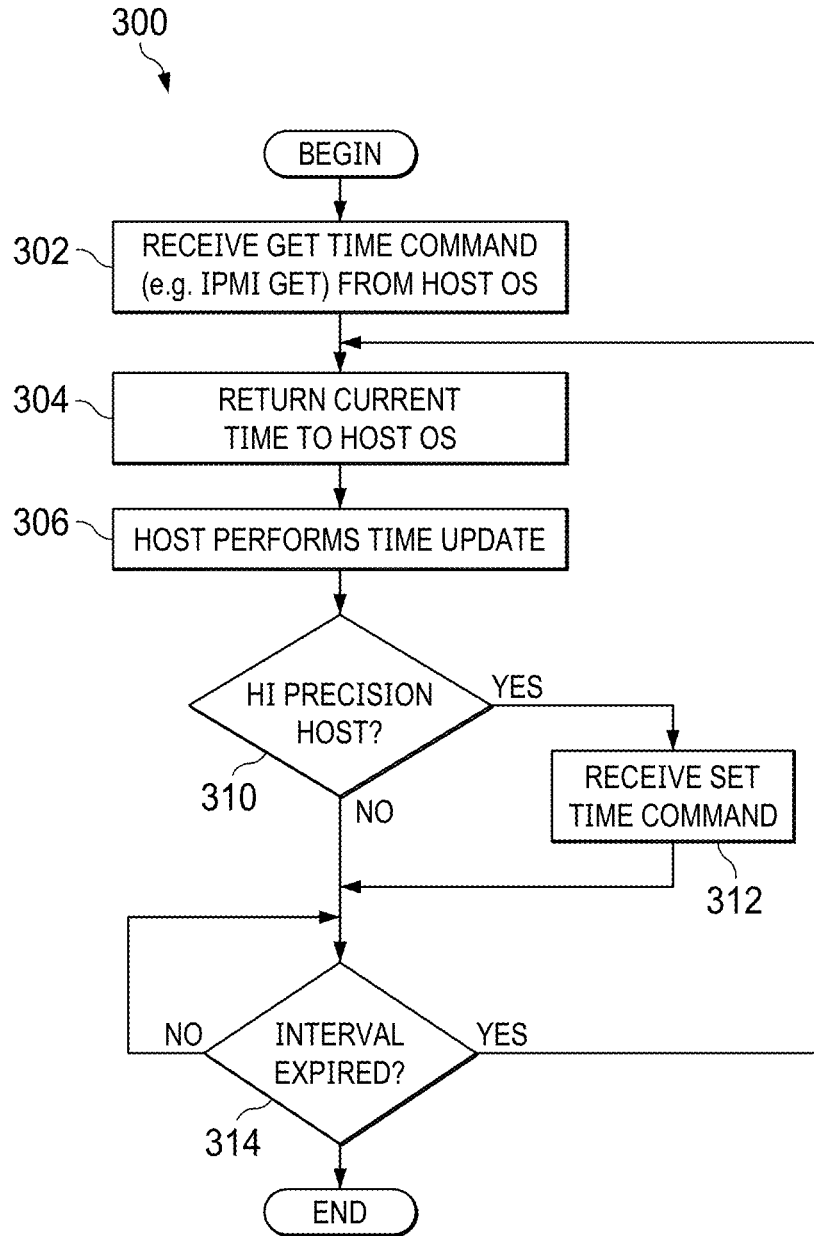 300
BEGIN
302
RECEIVE GET TIME COMMAND
(e.g. IPMI GET) FROM HOST OS
304
RETURN CURRENT
TIME TO HOST OS
306
HOST PERFORMS TIME UPDATE
HI PRECISION
HOST?
YES
310
NO
RECEIVE SET
TIME COMMAND
312
INTERVAL
EXPIRED?
NO
YES
314
END